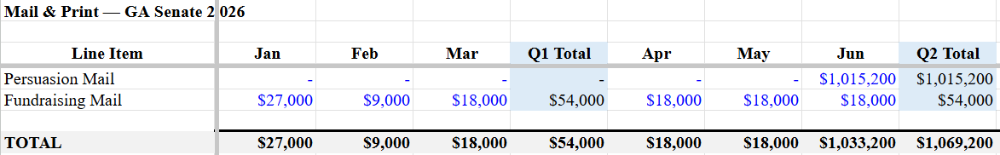 Mail & Print — GA Senate 2026
Line Item Jan Feb Mar Q1 Total Apr May Jun Q2 Total
Persuasion Mail - - - - - - $1,015,200 $1,015,200
Fundraising Mail $27,000 $9,000 $18,000 $54,000 $18,000 $18,000 $18,000 $54,000
TOTAL $27,000 $9,000 $18,000 $54,000 $18,000 $18,000 $1,033,200 $1,069,200